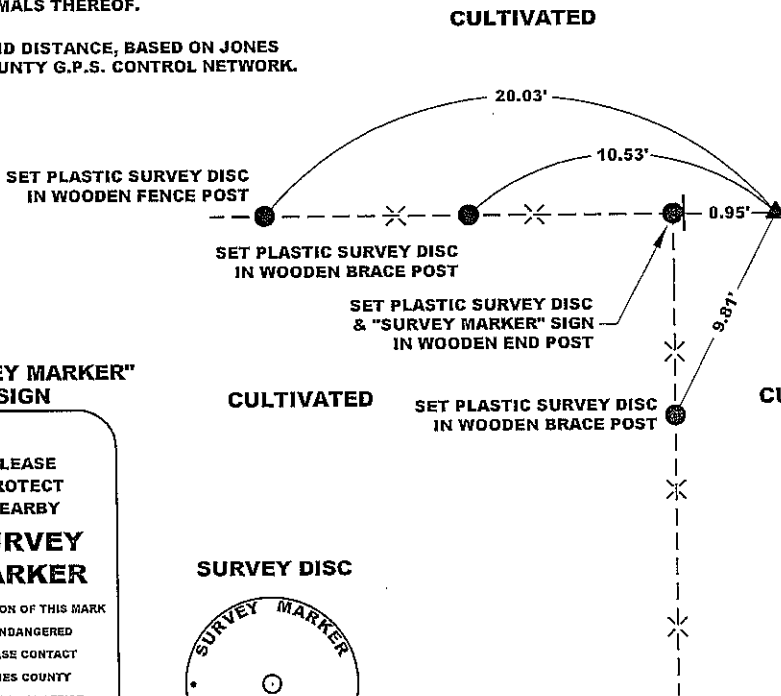 MALS THEREOF.
CULTIVATED
ID DISTANCE, BASED ON JONES
UNTY G.P.S. CONTROL NETWORK.
20.03'
10.53'
SET PLASTIC SURVEY DISC
IN WOODEN FENCE POST
0.95'
SET PLASTIC SURVEY DISC
IN WOODEN BRACE POST
SET PLASTIC SURVEY DISC
& "SURVEY MARKER" SIGN
IN WOODEN END POST
9.81'
EY MARKER"
SIGN
CULTIVATED
SET PLASTIC SURVEY DISC
IN WOODEN BRACE POST
CU
LEASE
ROTECT
EARBY
RVEY
ARKER
SURVEY DISC
ON OF THIS MARK
NDANGERED
SE CONTACT
ES COUNTY
SURVEY MARKER